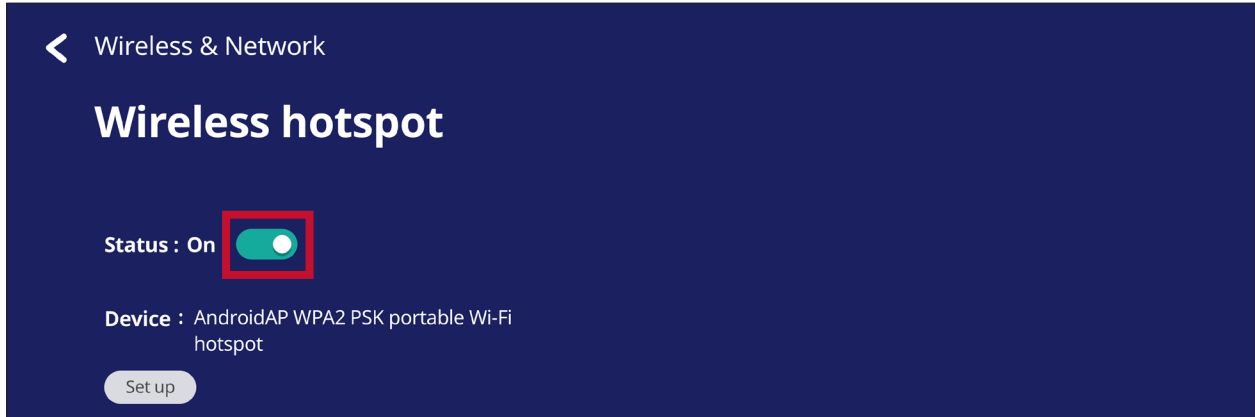 Wireless & Network
Wireless hotspot
Status : On
Device : AndroidAP WPA2 PSK portable Wi-Fi
hotspot
Set up